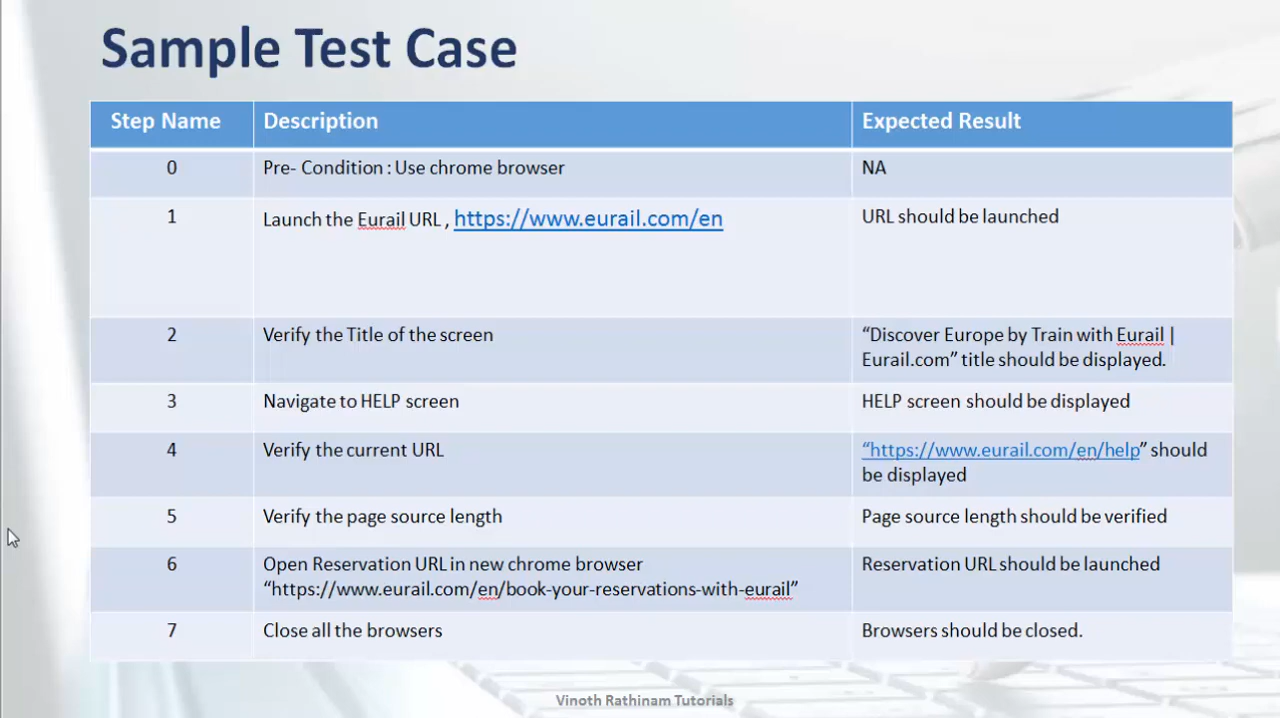 Sample Test Case
Step Name Description Expected Result
0 Pre- Condition : Use chrome browser NA
1 Launch the Eurail URL , https://www.eurail.com/en URL should be launched
2 Verify the Title of the screen “Discover Europe by Train with Eurail |
Eurail.com” title should be displayed.
3 Navigate to HELP screen HELP screen should be displayed
4 Verify the current URL “https://www.eurail.com/en/help” should
be displayed
5 Verify the page source length Page source length should be verified
6 Open Reservation URL in new chrome browser Reservation URL should be launched
“https://www.eurail.com/en/book-your-reservations-with-eurail”
7 Close all the browsers Browsers should be closed.
Vinoth Rathinam Tutorials